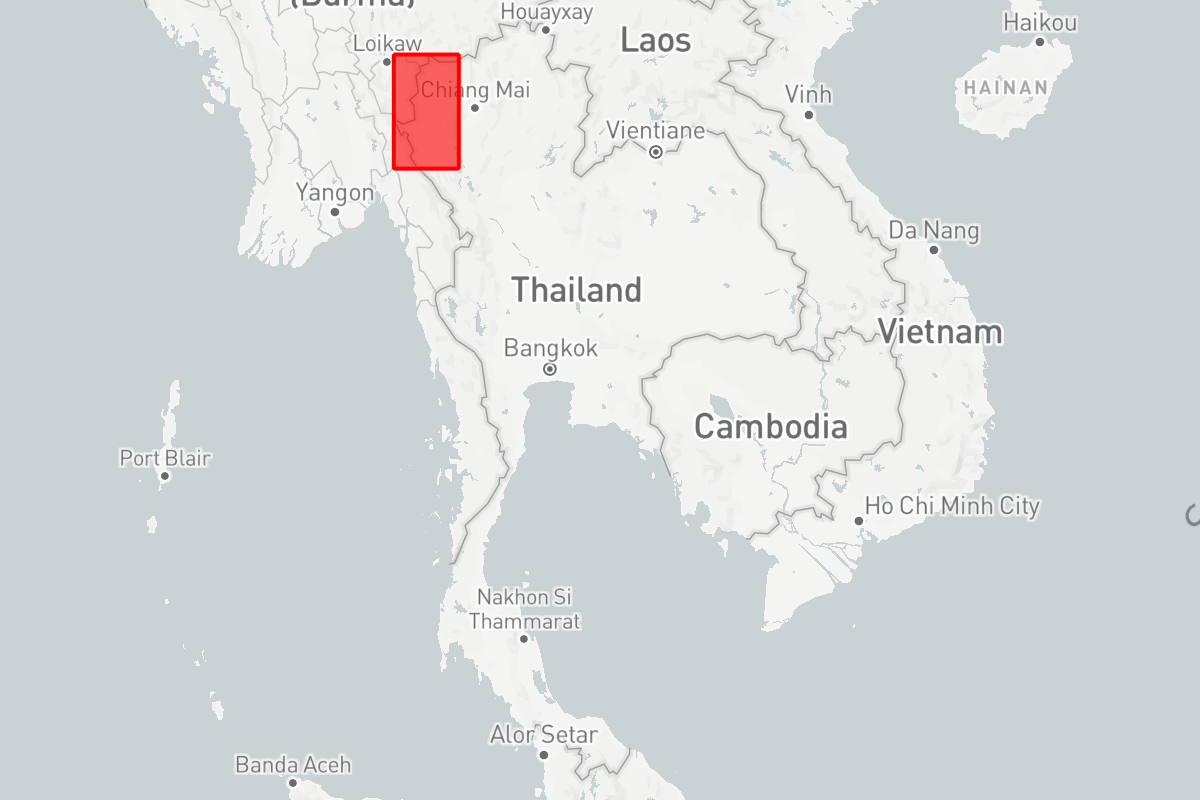 (Burma)
Houayxay
Haikou
Loikaw
Laos
Chiang Mai
HAINAN
Vinh
Vientiane
Yangon
Da Nang
Thailand
Vietnam
Bangkok
Cambodia
Port Blair
Ho Chi Minh City
Nakhon Si
Thammarat
Alor Setar
Banda Aceh